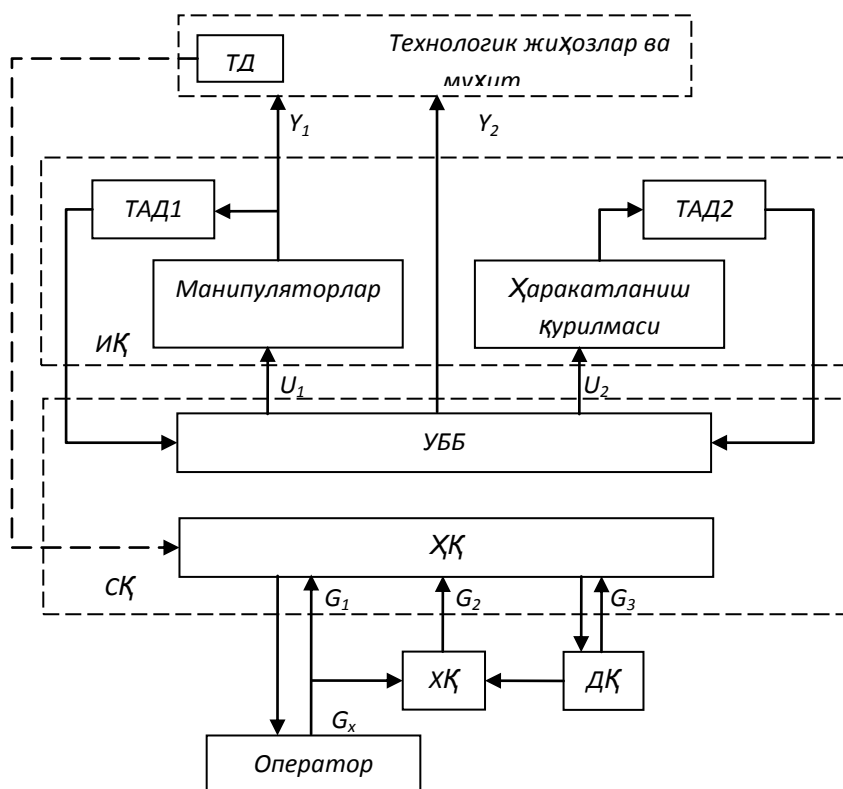 Технологик жиҳозлар ва
ТД
Y1
Y2
ТАД1
ТАД2
Манипуляторлар
Ҳаракатланиш
қурилмаси
ИҚ
U1
U2
УББ
ҲҚ
СҚ
G1
G2
G3
ХҚ
ДҚ
Gx
Оператор